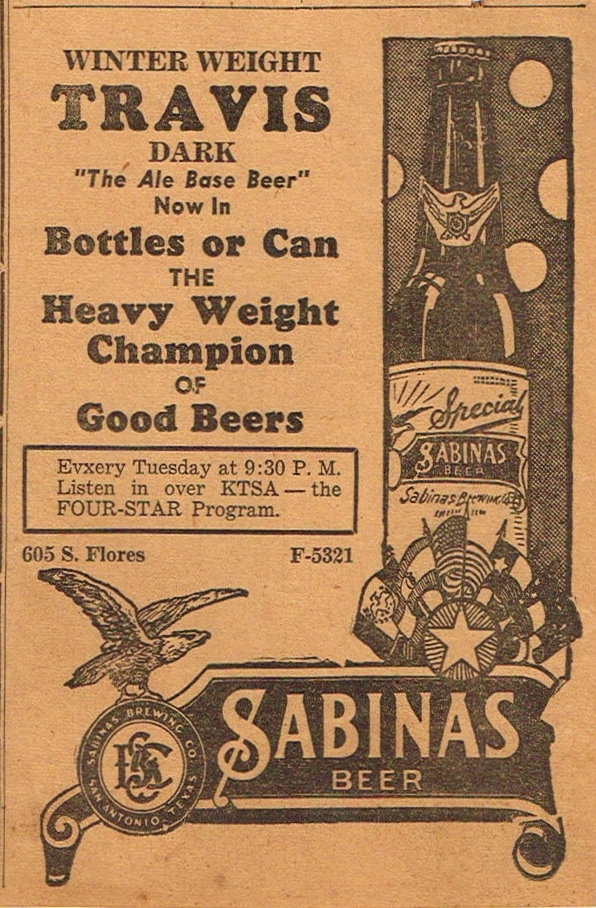 WINTER WEIGHT
TRAVIS
DARK
"The Ale Base Beer"
Now In
Bottles or Can
THE
Heavy Weight
Champion
OF
Good Beers
Evxery Tuesday at 9:30 P. M.
Listen in over KTSA — the
FOUR-STAR Program.
605 S. Flores F-5321
Special
SABINAS
BEER
Sabinas Brewing Co
SABINAS BREWING CO
SAN ANTONIO, TEXAS
SABINAS
BEER